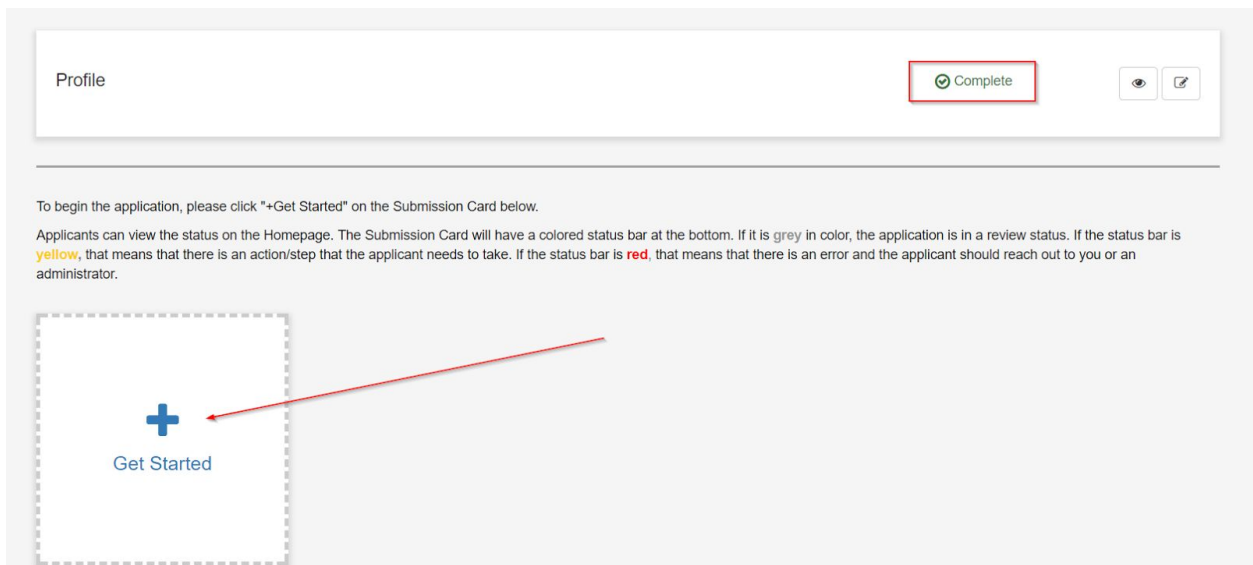 Profile
Complete
To begin the application, please click "+Get Started" on the Submission Card below.
Applicants can view the status on the Homepage. The Submission Card will have a colored status bar at the bottom. If it is grey in color, the application is in a review status. If the status bar is
yellow, that means that there is an action/step that the applicant needs to take. If the status bar is red, that means that there is an error and the applicant should reach out to you or an
administrator.
Get Started